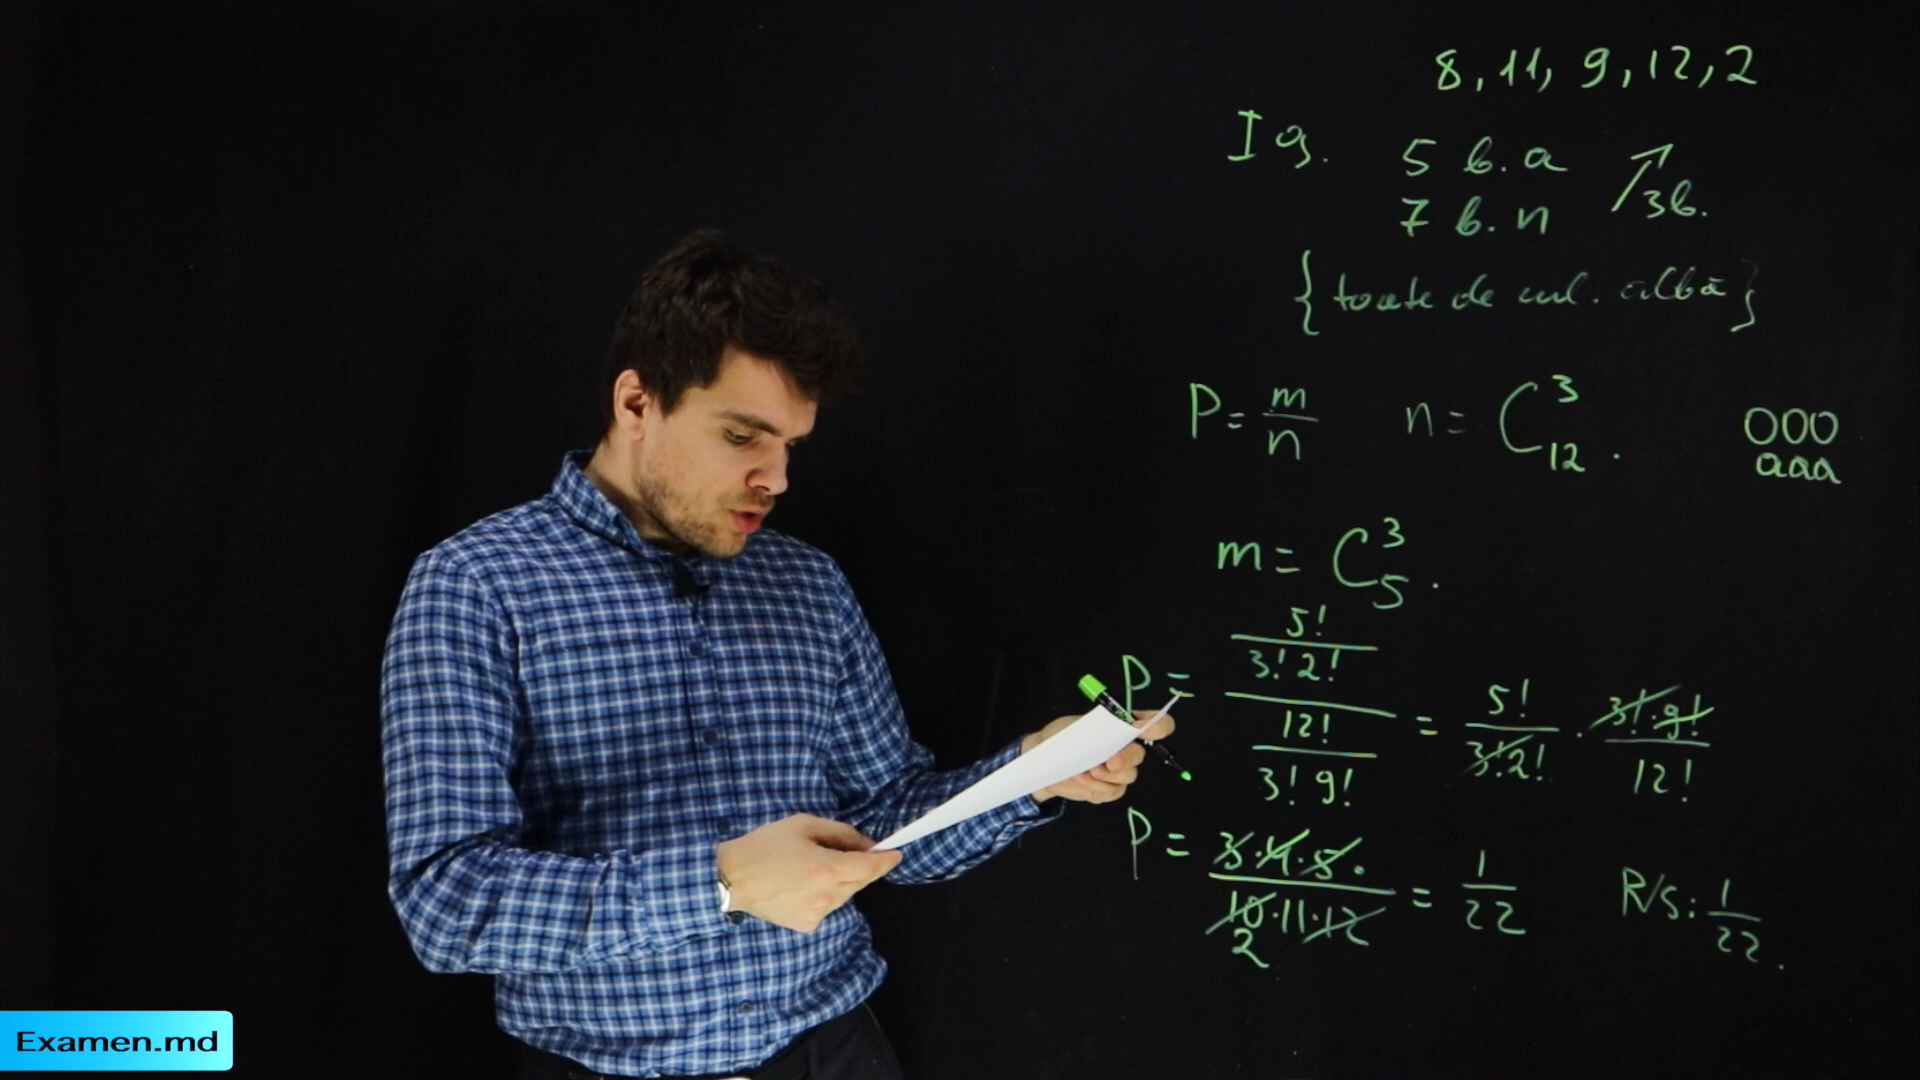 8, 11, 9, 12, 2
5 b. a
7 b. n
3b.
{toate de cul. albă}
P = m/n n = C³₁₂ .
OOO
aaa
m = C³₅ .
P = (5! / 3! 2!) / (12! / 3! 9!) = 5! / 3! 2! · 3! · 9! / 12!
P = 3 · 4 · 5 · / 10 · 11 · 12 = 1/22
2
R/s: 1/22 .
Examen.md